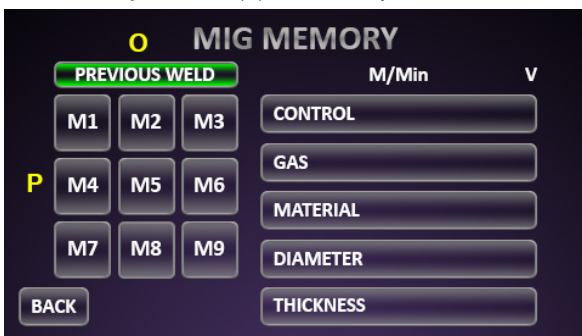 O MIG MEMORY
PREVIOUS WELD M/Min V
M1 M2 M3 CONTROL
GAS
P M4 M5 M6
MATERIAL
M7 M8 M9 DIAMETER
BACK THICKNESS